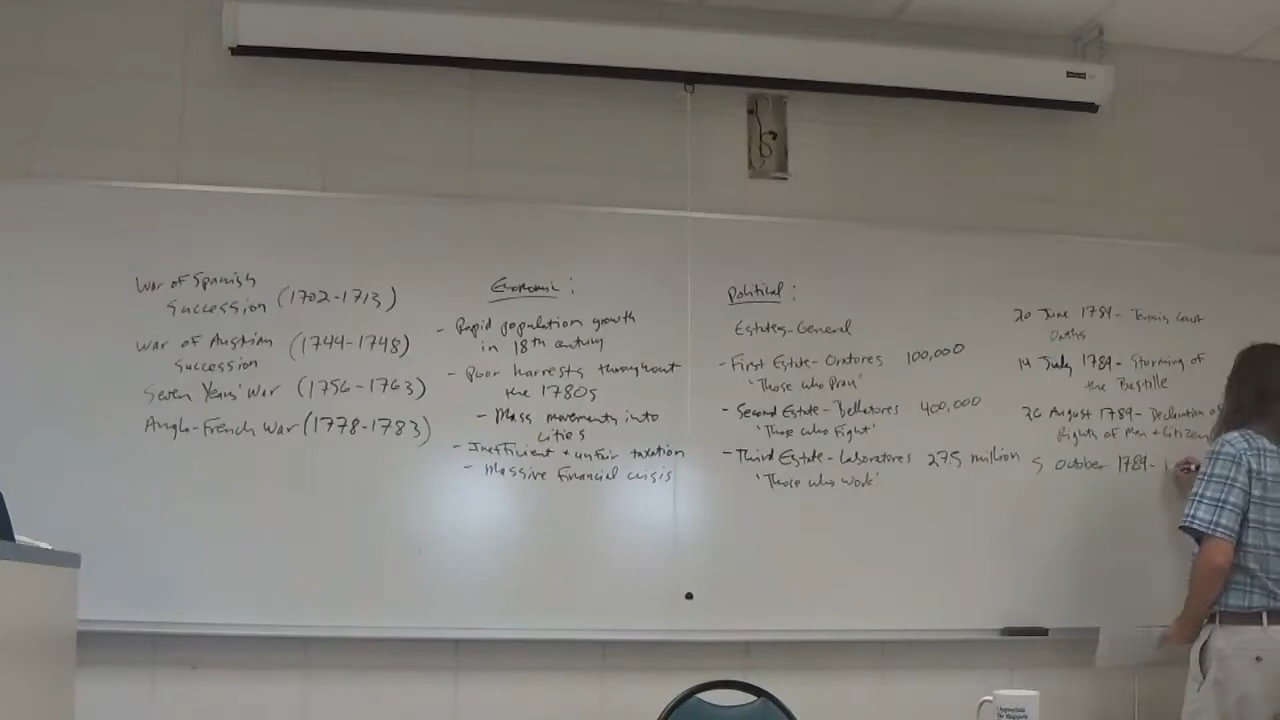 War of Spanish
Succession (1702-1713)
War of Austrian (1744-1748)
Succession
Seven Years' War (1756-1763)
Anglo-French War (1778-1783)
Economic:
- Rapid population growth
in 18th century
- Poor harvests throughout
the 1780s
- Mass movements into
cities
- Inefficient + unfair taxation
- Massive financial crisis
Political:
Estates-General
- First Estate - Oratores 100,000
'Those who Pray'
- Second Estate - Bellatores 400,000
'Those who Fight'
- Third Estate - Laboratores 27.5 million
'Those who work'
20 June 1789 - Tennis Court
Oaths
14 July 1789 - Storming of
the Bastille
26 August 1789 - Declaration of
Rights of Man + Citizen
5 October 1789 -